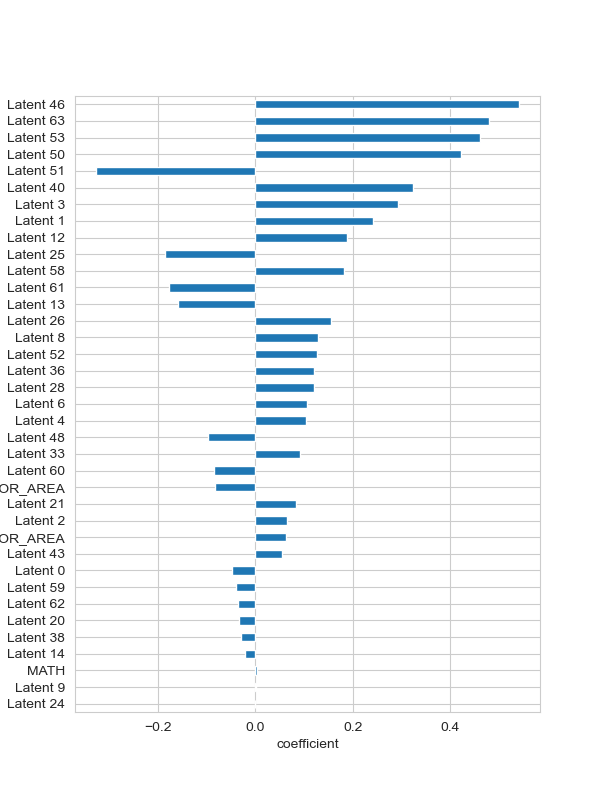 Latent 46
Latent 63
Latent 53
Latent 50
Latent 51
Latent 40
Latent 3
Latent 1
Latent 12
Latent 25
Latent 58
Latent 61
Latent 13
Latent 26
Latent 8
Latent 52
Latent 36
Latent 28
Latent 6
Latent 4
Latent 48
Latent 33
Latent 60
OR_AREA
Latent 21
Latent 2
OR_AREA
Latent 43
Latent 0
Latent 59
Latent 62
Latent 20
Latent 38
Latent 14
MATH
Latent 9
Latent 24
−0.2 0.0 0.2 0.4
coefficient